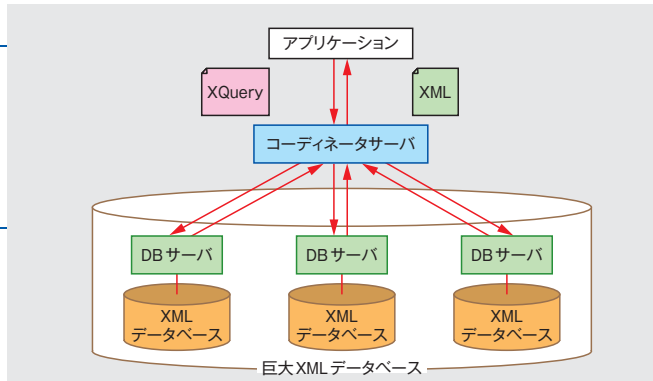 アプリケーション
XQuery
XML
コーディネータサーバ
DBサーバ
DBサーバ
DBサーバ
XML
データベース
XML
データベース
XML
データベース
巨大XMLデータベース